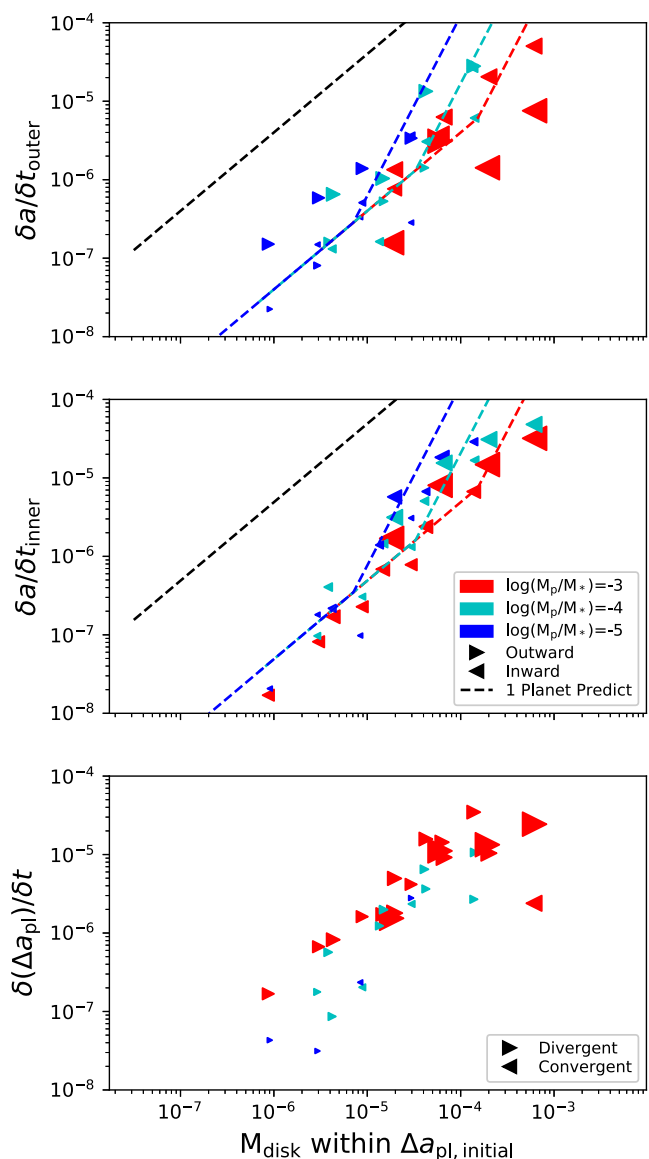 10⁻⁴
10⁻⁵
10⁻⁶
10⁻⁷
10⁻⁸
δa/δt_outer
10⁻⁴
10⁻⁵
10⁻⁶
10⁻⁷
10⁻⁸
δa/δt_inner
log(M_p/M_*)=-3
log(M_p/M_*)=-4
log(M_p/M_*)=-5
Outward
Inward
1 Planet Predict
10⁻⁴
10⁻⁵
10⁻⁶
10⁻⁷
10⁻⁸
δ(Δa_pl)/δt
Divergent
Convergent
10⁻⁷ 10⁻⁶ 10⁻⁵ 10⁻⁴ 10⁻³
M_disk within Δa_pl, initial